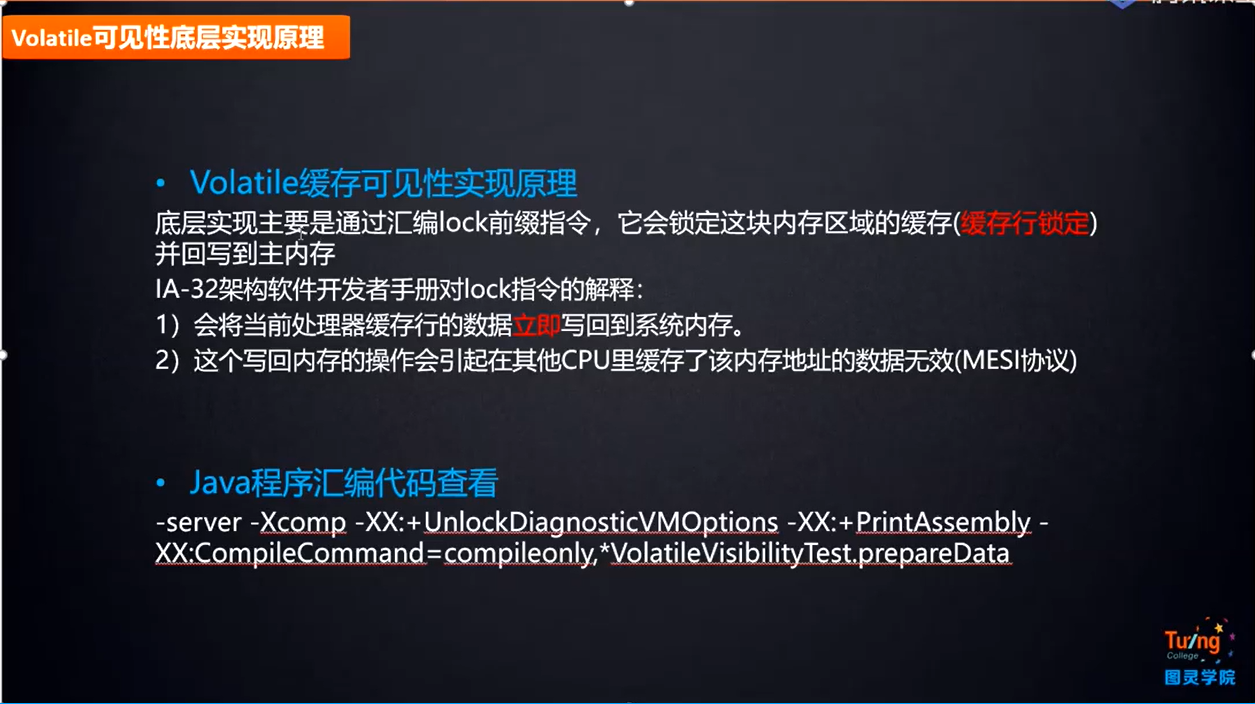 Volatile可见性底层实现原理
• Volatile缓存可见性实现原理
底层实现主要是通过汇编lock前缀指令，它会锁定这块内存区域的缓存(缓存行锁定)
并回写到主内存
IA-32架构软件开发者手册对lock指令的解释：
1）会将当前处理器缓存行的数据立即写回到系统内存。
2）这个写回内存的操作会引起在其他CPU里缓存了该内存地址的数据无效(MESI协议)
• Java程序汇编代码查看
-server -Xcomp -XX:+UnlockDiagnosticVMOptions -XX:+PrintAssembly -
XX:CompileCommand=compileonly,*VolatileVisibilityTest.prepareData
Turing
College
图灵学院